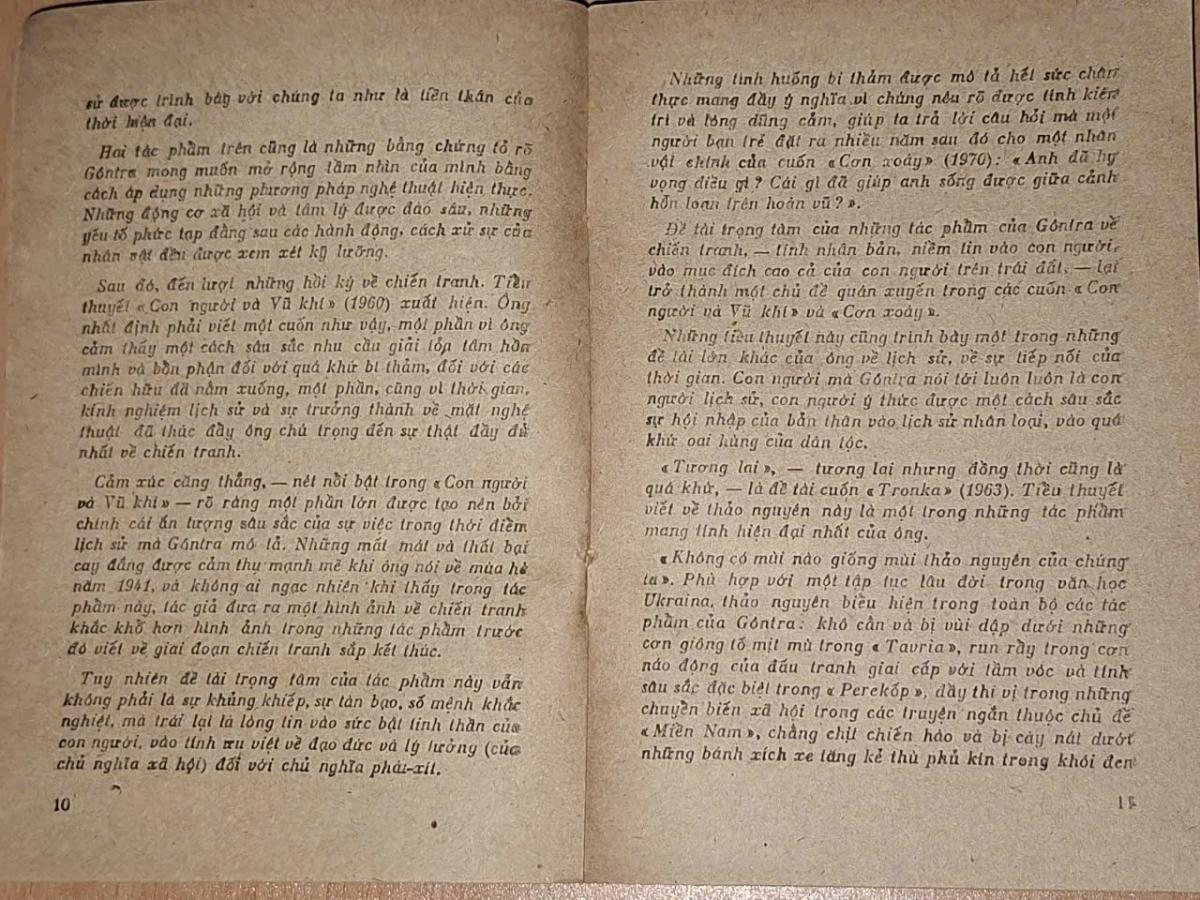 sử được trình bày với chúng ta như là tiền thân của
thời hiện đại.
Hai tác phẩm trên cũng là những bằng chứng tỏ rõ
Gôntra mong muốn mở rộng tầm nhìn của mình bằng
cách áp dụng những phương pháp nghệ thuật hiện thực.
Những động cơ xã hội và tâm lý được đào sâu, những
yếu tố phức tạp đằng sau các hành động, cách xử sự của
nhân vật đều được xem xét kỹ lưỡng.
Sau đó, đến lượt những hồi ký về chiến tranh. Tiểu
thuyết « Con người và Vũ khí » (1960) xuất hiện. Ông
nhất định phải viết một cuốn như vậy, một phần vì ông
cảm thấy một cách sâu sắc nhu cầu giải tỏa tâm hồn
mình và bổn phận đối với quá khứ bi thảm, đối với các
chiến hữu đã nằm xuống, một phần, cũng vì thời gian,
kinh nghiệm lịch sử và sự trưởng thành về mặt nghệ
thuật đã thúc đẩy ông chú trọng đến sự thật đầy đủ
nhất về chiến tranh.
Cảm xúc căng thẳng, — nét nổi bật trong « Con người
và Vũ khí » — rõ ràng một phần lớn được tạo nên bởi
chính cái ấn tượng sâu sắc của sự việc trong thời điểm
lịch sử mà Gôntra mô tả. Những mất mát và thất bại
cay đắng được cảm thụ mạnh mẽ khi ông nói về mùa hè
năm 1941, và không ai ngạc nhiên khi thấy trong tác
phẩm này, tác giả đưa ra một hình ảnh về chiến tranh
khắc khổ hơn hình ảnh trong những tác phẩm trước
đó viết về giai đoạn chiến tranh sắp kết thúc.
Tuy nhiên đề tài trọng tâm của tác phẩm này vẫn
không phải là sự khủng khiếp, sự tàn bạo, số mệnh khắc
nghiệt, mà trái lại là lòng tin vào sức bật tinh thần của
con người, vào tính ưu việt về đạo đức và lý tưởng (của
chủ nghĩa xã hội) đối với chủ nghĩa phát-xít.
10
Những tình huống bi thảm được mô tả hết sức chân
thực mang đầy ý nghĩa vì chúng nêu rõ được tính kiên
trì và lòng dũng cảm, giúp ta trả lời câu hỏi mà một
người bạn trẻ đặt ra nhiều năm sau đó cho một nhân
vật chính của cuốn « Cơn xoáy » (1970): « Anh đã hy
vọng điều gì? Cái gì đã giúp anh sống được giữa cảnh
hỗn loạn trên hoàn vũ? ».
Đề tài trọng tâm của những tác phẩm của Gôntra về
chiến tranh, — tính nhân bản, niềm tin vào con người,
vào mục đích cao cả của con người trên trái đất, — lại
trở thành một chủ đề quán xuyến trong các cuốn « Con
người và Vũ khí » và « Cơn xoáy ».
Những tiểu thuyết này cũng trình bày một trong những
đề tài lớn khác của ông về lịch sử, về sự tiếp nối của
thời gian. Con người mà Gôntra nói tới luôn luôn là con
người lịch sử, con người ý thức được một cách sâu sắc
sự hội nhập của bản thân vào lịch sử nhân loại, vào quá
khứ oai hùng của dân tộc.
« Tương lai », — tương lai nhưng đồng thời cũng là
quá khứ, — là đề tài cuốn « Tronka » (1963). Tiểu thuyết
viết về thảo nguyên này là một trong những tác phẩm
mang tính hiện đại nhất của ông.
« Không có mùi nào giống mùi thảo nguyên của chúng
ta ». Phù hợp với một tập tục lâu đời trong văn học
Ukraina, thảo nguyên biểu hiện trong toàn bộ các tác
phẩm của Gôntra: khô cằn và bị vùi dập dưới những
cơn giông tố mịt mù trong « Tavria », run rẩy trong cơn
náo động của đấu tranh giai cấp với tầm vóc và tính
sâu sắc đặc biệt trong « Perekốp », đầy thi vị trong những
chuyển biến xã hội trong các truyện ngắn thuộc chủ đề
« Miền Nam », chằng chịt chiến hào và bị cày nát dưới
những bánh xích xe tăng kẻ thù phủ kín trong khói đen